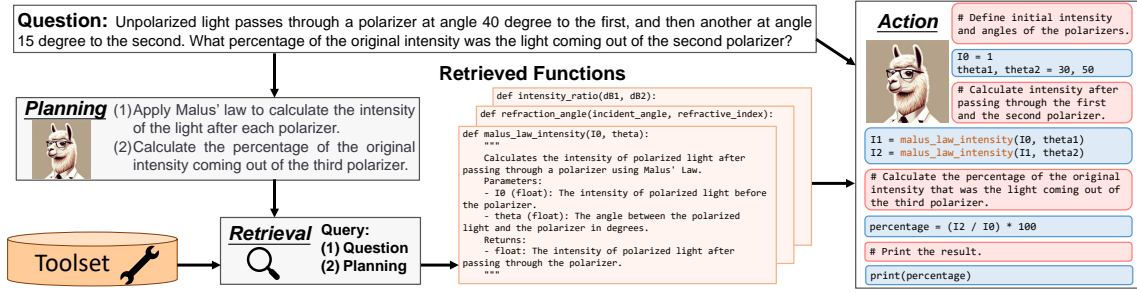 Question: Unpolarized light passes through a polarizer at angle 40 degree to the first, and then another at angle
15 degree to the second. What percentage of the original intensity was the light coming out of the second polarizer?
Planning
(1)Apply Malus' law to calculate the intensity
of the light after each polarizer.
(2)Calculate the percentage of the original
intensity coming out of the third polarizer.
Toolset
Retrieval
Query:
(1) Question
(2) Planning
Retrieved Functions
def intensity_ratio(dB1, dB2):
def refraction_angle(incident_angle, refractive_index):
def malus_law_intensity(I0, theta):
"""
Calculates the intensity of polarized light after
passing through a polarizer using Malus' Law.
Parameters:
- I0 (float): The intensity of polarized light before
the polarizer.
- theta (float): The angle between the polarized
light and the polarizer in degrees.
Returns:
- float: The intensity of polarized light after
passing through the polarizer.
"""
Action
# Define initial intensity
and angles of the polarizers.
I0 = 1
theta1, theta2 = 30, 50
# Calculate intensity after
passing through the first
and the second polarizer.
I1 = malus_law_intensity(I0, theta1)
I2 = malus_law_intensity(I1, theta2)
# Calculate the percentage of the original
intensity that was the light coming out of
the third polarizer.
percentage = (I2 / I0) * 100
# Print the result.
print(percentage)